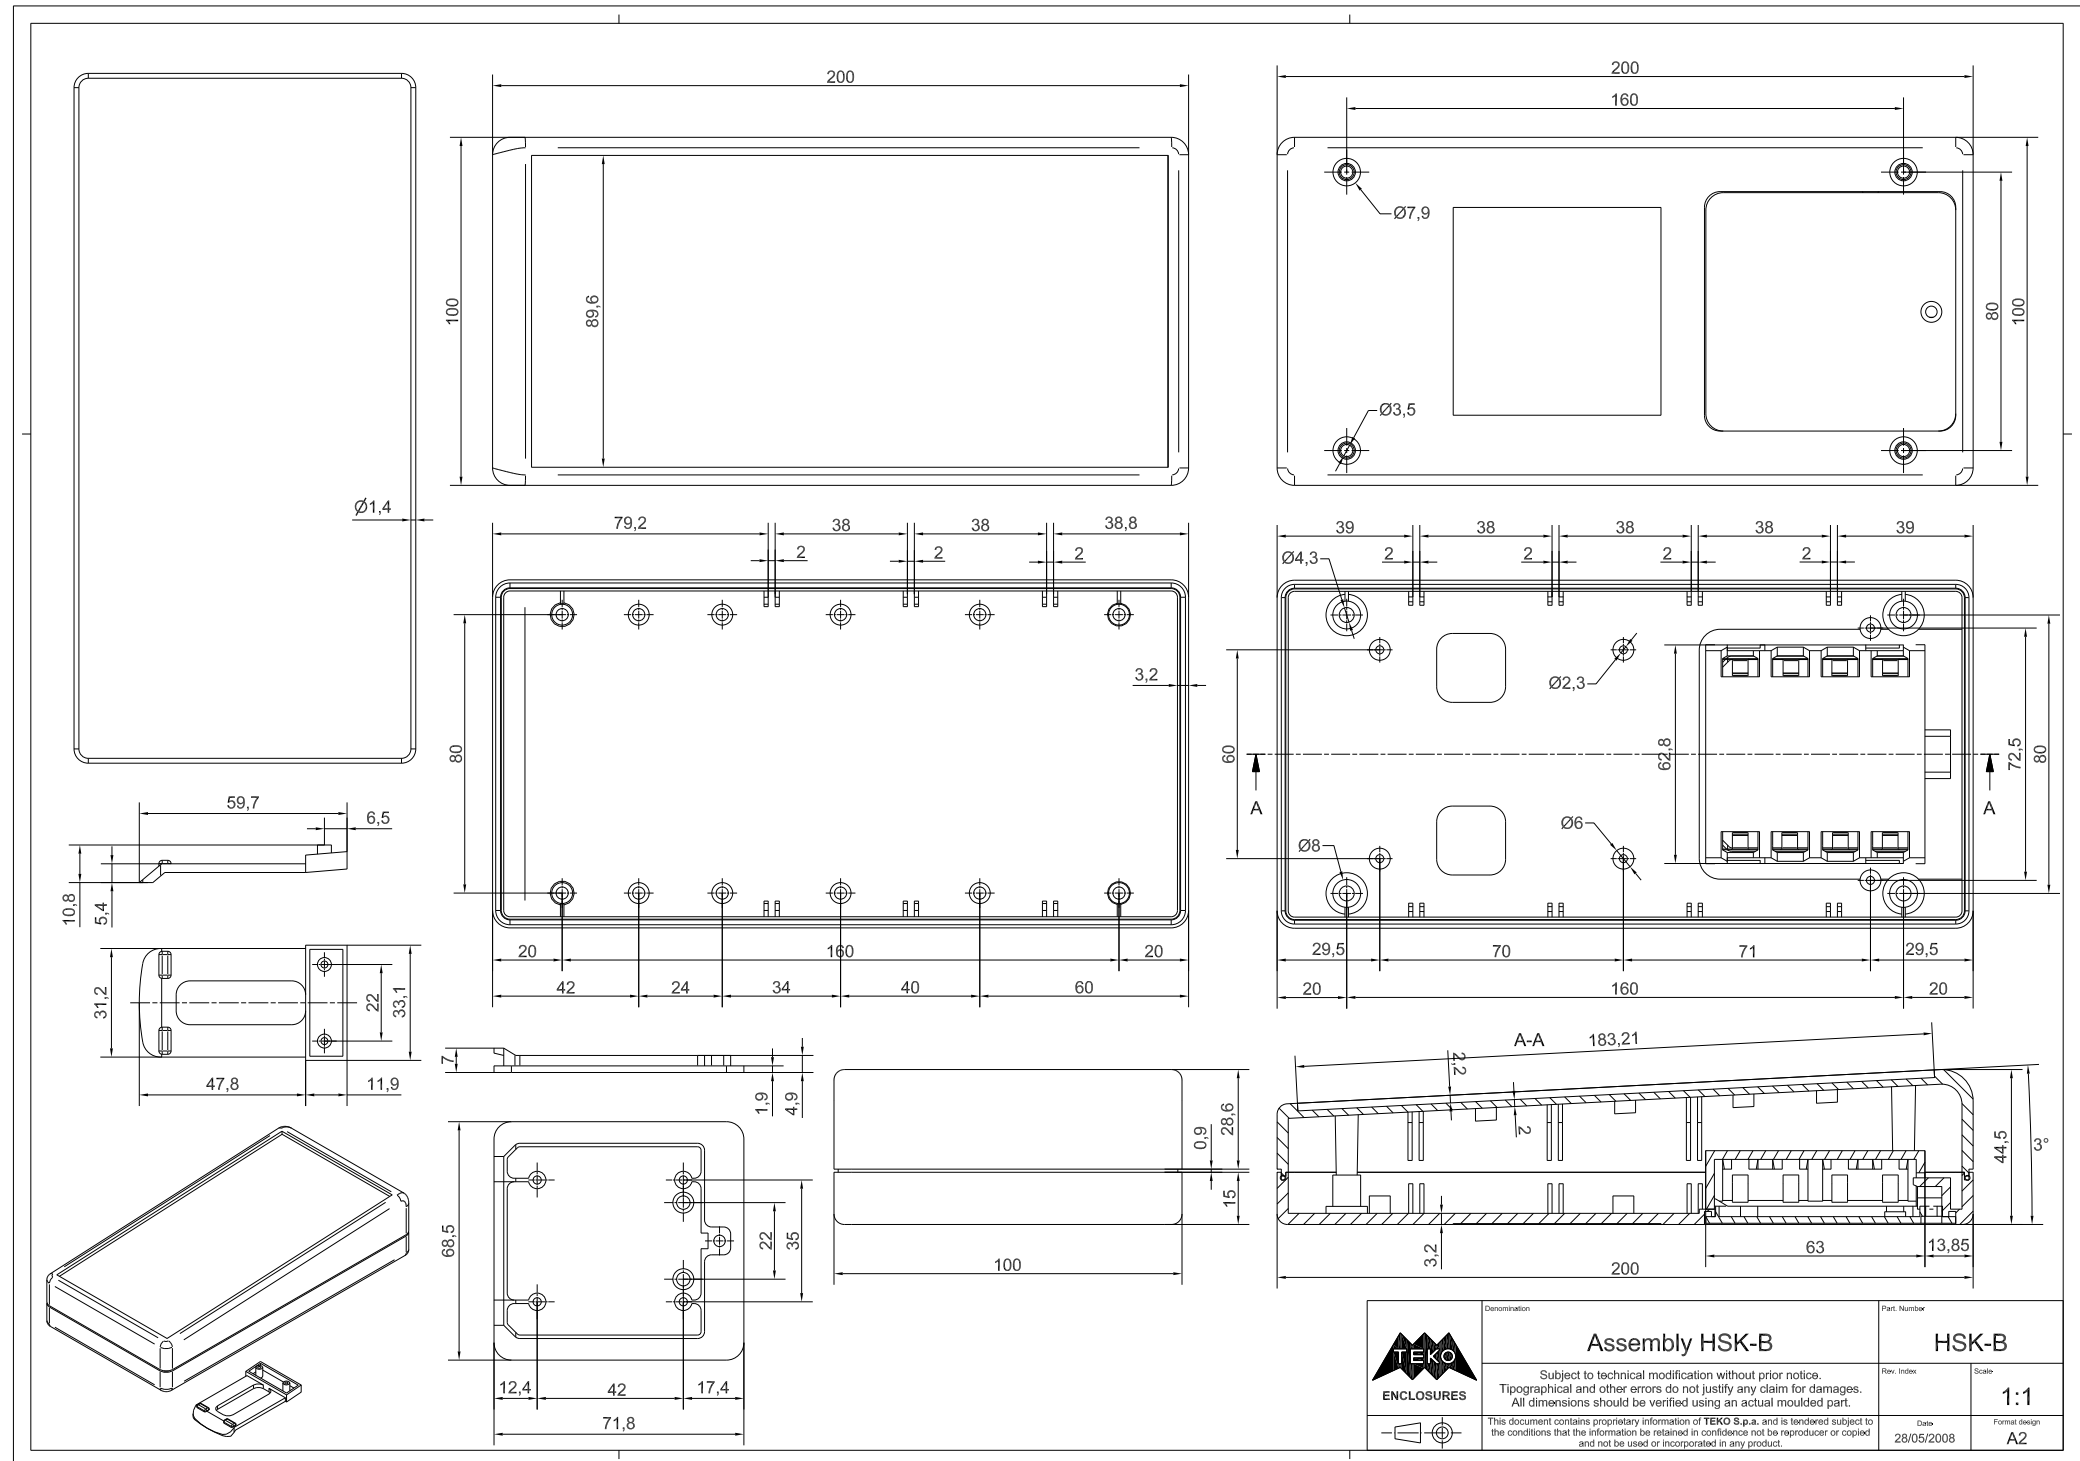 200
89,6
100
200
160
Ø7,9
Ø3,5
80
100
Ø1,4
79,2
38
38
38,8
2
2
2
3,2
80
20
160
20
42
24
34
40
60
39
38
38
38
39
2
2
2
2
Ø4,3
Ø2,3
60
62,8
72,5
80
A
A
Ø6
Ø8
29,5
70
71
29,5
20
160
20
59,7
6,5
10,8
5,4
31,2
22
33,1
47,8
11,9
7
1,9
4,9
68,5
22
35
12,4
42
17,4
71,8
28,6
0,9
15
100
A-A
183,21
2,2
2
44,5
3°
3,2
63
13,85
200
TEKO
ENCLOSURES
Denomination
Assembly HSK-B
Part. Number
HSK-B
Subject to technical modification without prior notice.
Tipographical and other errors do not justify any claim for damages.
All dimensions should be verified using an actual moulded part.
Rev. Index
Scale
1:1
This document contains proprietary information of TEKO S.p.a. and is tendered subject to
the conditions that the information be retained in confidence not be reproducer or copied
and not be used or incorporated in any product.
Date
28/05/2008
Format design
A2